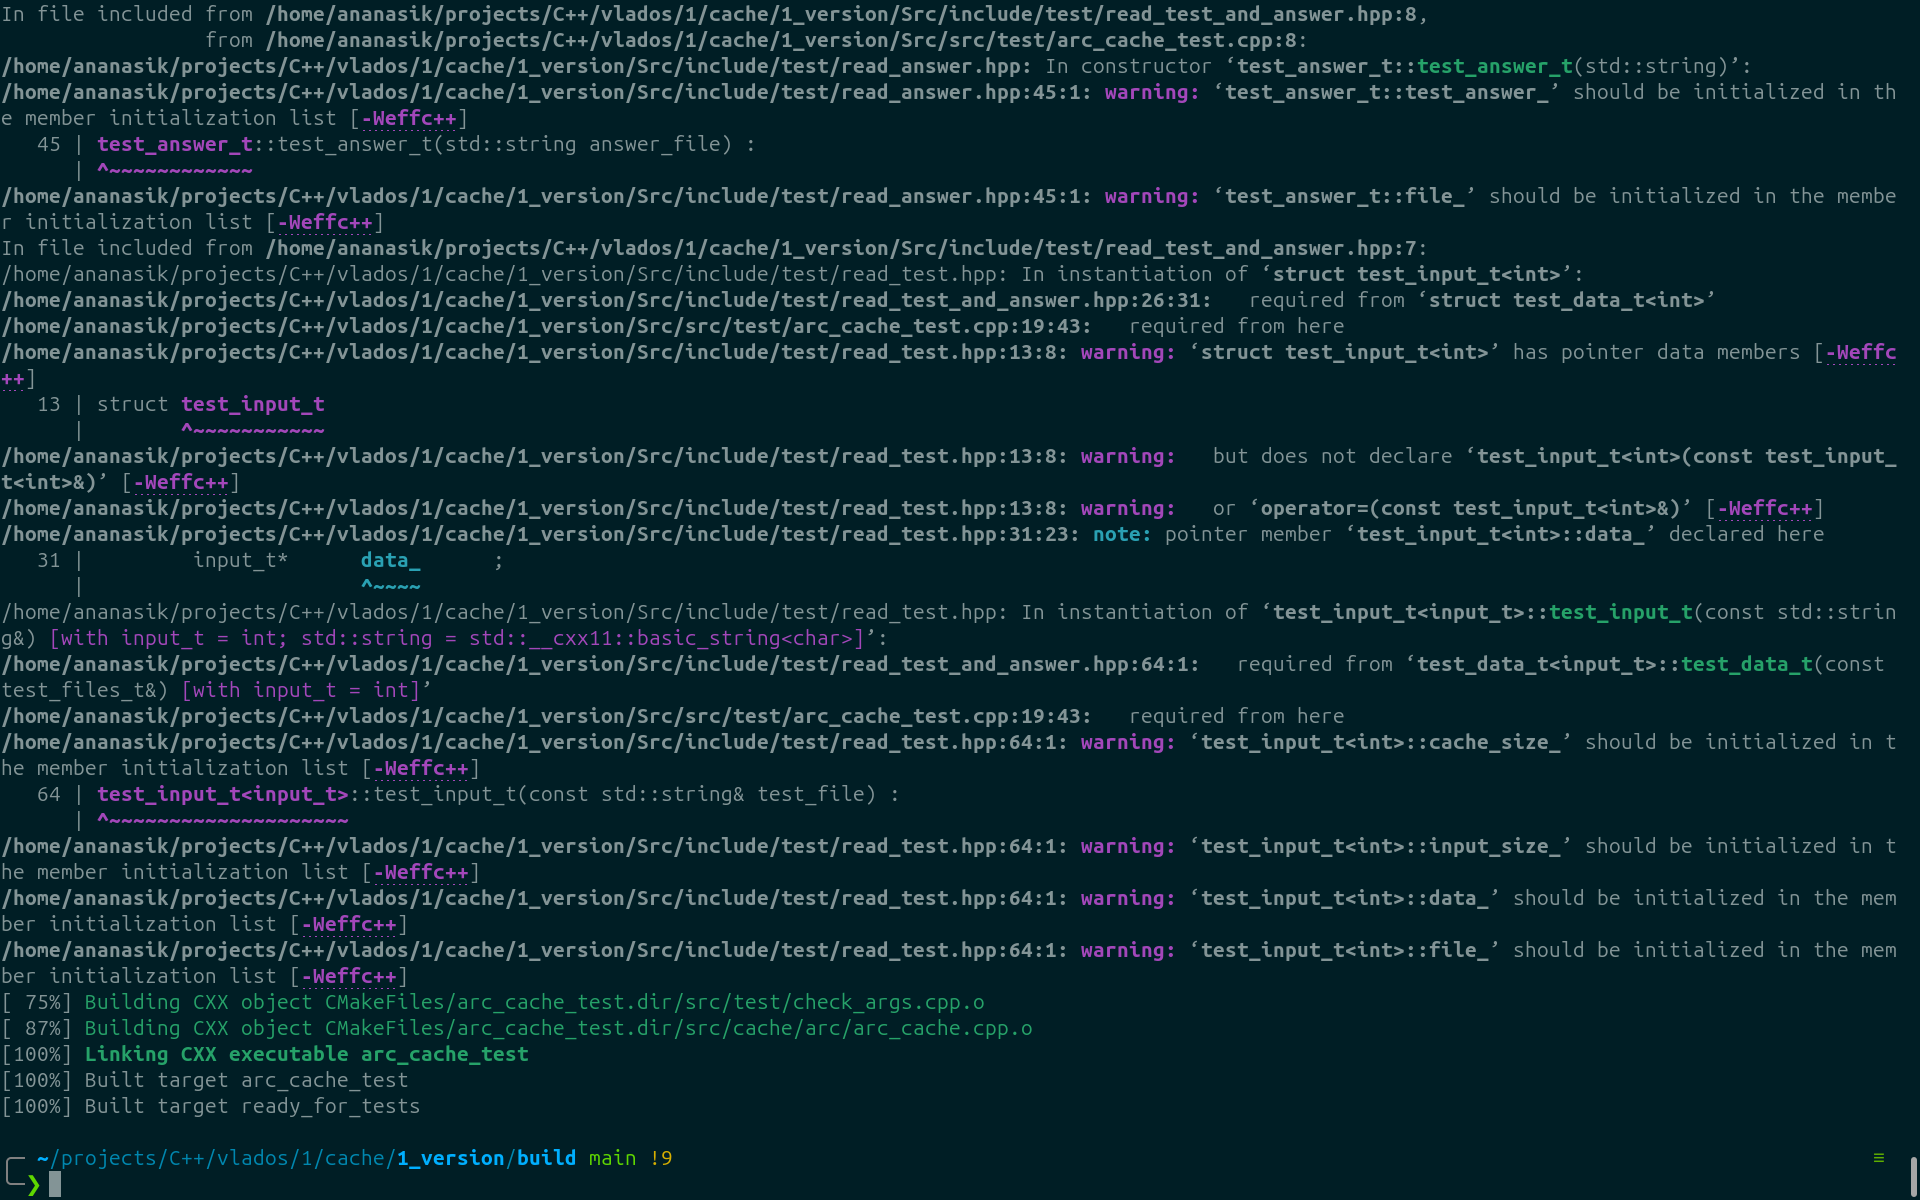 In file included from /home/ananasik/projects/C++/vlados/1/cache/1_version/Src/include/test/read_test_and_answer.hpp:8,
                 from /home/ananasik/projects/C++/vlados/1/cache/1_version/Src/src/test/arc_cache_test.cpp:8:
/home/ananasik/projects/C++/vlados/1/cache/1_version/Src/include/test/read_answer.hpp: In constructor ‘test_answer_t::test_answer_t(std::string)’:
/home/ananasik/projects/C++/vlados/1/cache/1_version/Src/include/test/read_answer.hpp:45:1: warning: ‘test_answer_t::test_answer_’ should be initialized in th
e member initialization list [-Weffc++]
   45 | test_answer_t::test_answer_t(std::string answer_file) :
      | ^~~~~~~~~~~~~
/home/ananasik/projects/C++/vlados/1/cache/1_version/Src/include/test/read_answer.hpp:45:1: warning: ‘test_answer_t::file_’ should be initialized in the membe
r initialization list [-Weffc++]
In file included from /home/ananasik/projects/C++/vlados/1/cache/1_version/Src/include/test/read_test_and_answer.hpp:7:
/home/ananasik/projects/C++/vlados/1/cache/1_version/Src/include/test/read_test.hpp: In instantiation of ‘struct test_input_t<int>’:
/home/ananasik/projects/C++/vlados/1/cache/1_version/Src/include/test/read_test_and_answer.hpp:26:31:   required from ‘struct test_data_t<int>’
/home/ananasik/projects/C++/vlados/1/cache/1_version/Src/src/test/arc_cache_test.cpp:19:43:   required from here
/home/ananasik/projects/C++/vlados/1/cache/1_version/Src/include/test/read_test.hpp:13:8: warning: ‘struct test_input_t<int>’ has pointer data members [-Weffc
++]
   13 | struct test_input_t
      |        ^~~~~~~~~~~~
/home/ananasik/projects/C++/vlados/1/cache/1_version/Src/include/test/read_test.hpp:13:8: warning:   but does not declare ‘test_input_t<int>(const test_input_
t<int>&)’ [-Weffc++]
/home/ananasik/projects/C++/vlados/1/cache/1_version/Src/include/test/read_test.hpp:13:8: warning:   or ‘operator=(const test_input_t<int>&)’ [-Weffc++]
/home/ananasik/projects/C++/vlados/1/cache/1_version/Src/include/test/read_test.hpp:31:23: note: pointer member ‘test_input_t<int>::data_’ declared here
   31 |         input_t*      data_      ;
      |                       ^~~~~
/home/ananasik/projects/C++/vlados/1/cache/1_version/Src/include/test/read_test.hpp: In instantiation of ‘test_input_t<input_t>::test_input_t(const std::strin
g&) [with input_t = int; std::string = std::__cxx11::basic_string<char>]’:
/home/ananasik/projects/C++/vlados/1/cache/1_version/Src/include/test/read_test_and_answer.hpp:64:1:   required from ‘test_data_t<input_t>::test_data_t(const
test_files_t&) [with input_t = int]’
/home/ananasik/projects/C++/vlados/1/cache/1_version/Src/src/test/arc_cache_test.cpp:19:43:   required from here
/home/ananasik/projects/C++/vlados/1/cache/1_version/Src/include/test/read_test.hpp:64:1: warning: ‘test_input_t<int>::cache_size_’ should be initialized in t
he member initialization list [-Weffc++]
   64 | test_input_t<input_t>::test_input_t(const std::string& test_file) :
      | ^~~~~~~~~~~~~~~~~~~~~
/home/ananasik/projects/C++/vlados/1/cache/1_version/Src/include/test/read_test.hpp:64:1: warning: ‘test_input_t<int>::input_size_’ should be initialized in t
he member initialization list [-Weffc++]
/home/ananasik/projects/C++/vlados/1/cache/1_version/Src/include/test/read_test.hpp:64:1: warning: ‘test_input_t<int>::data_’ should be initialized in the mem
ber initialization list [-Weffc++]
/home/ananasik/projects/C++/vlados/1/cache/1_version/Src/include/test/read_test.hpp:64:1: warning: ‘test_input_t<int>::file_’ should be initialized in the mem
ber initialization list [-Weffc++]
[ 75%] Building CXX object CMakeFiles/arc_cache_test.dir/src/test/check_args.cpp.o
[ 87%] Building CXX object CMakeFiles/arc_cache_test.dir/src/cache/arc/arc_cache.cpp.o
[100%] Linking CXX executable arc_cache_test
[100%] Built target arc_cache_test
[100%] Built target ready_for_tests
~/projects/C++/vlados/1/cache/1_version/build main !9 ≡
❯